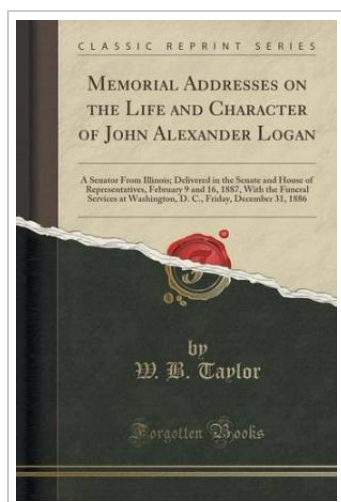 CLASSIC REPRINT SERIES
MEMORIAL ADDRESSES ON
THE LIFE AND CHARACTER
OF JOHN ALEXANDER LOGAN
A Senator From Illinois; Delivered in the Senate and House of
Representatives, February 9 and 16, 1887, With the Funeral
Services at Washington, D. C., Friday, December 31, 1886
by
W. B. Taylor
Forgotten Books